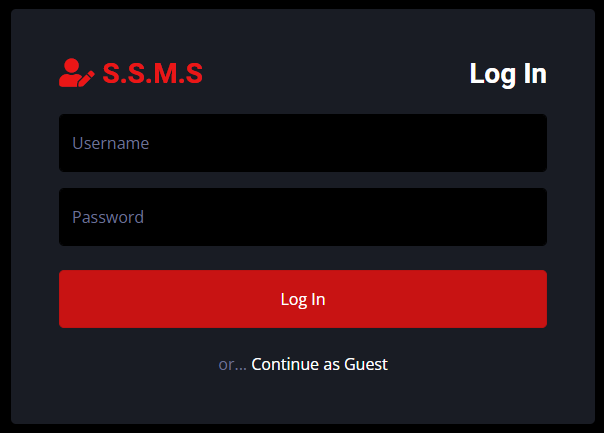 S.S.M.S Log In
Username
Password
Log In
or... Continue as Guest